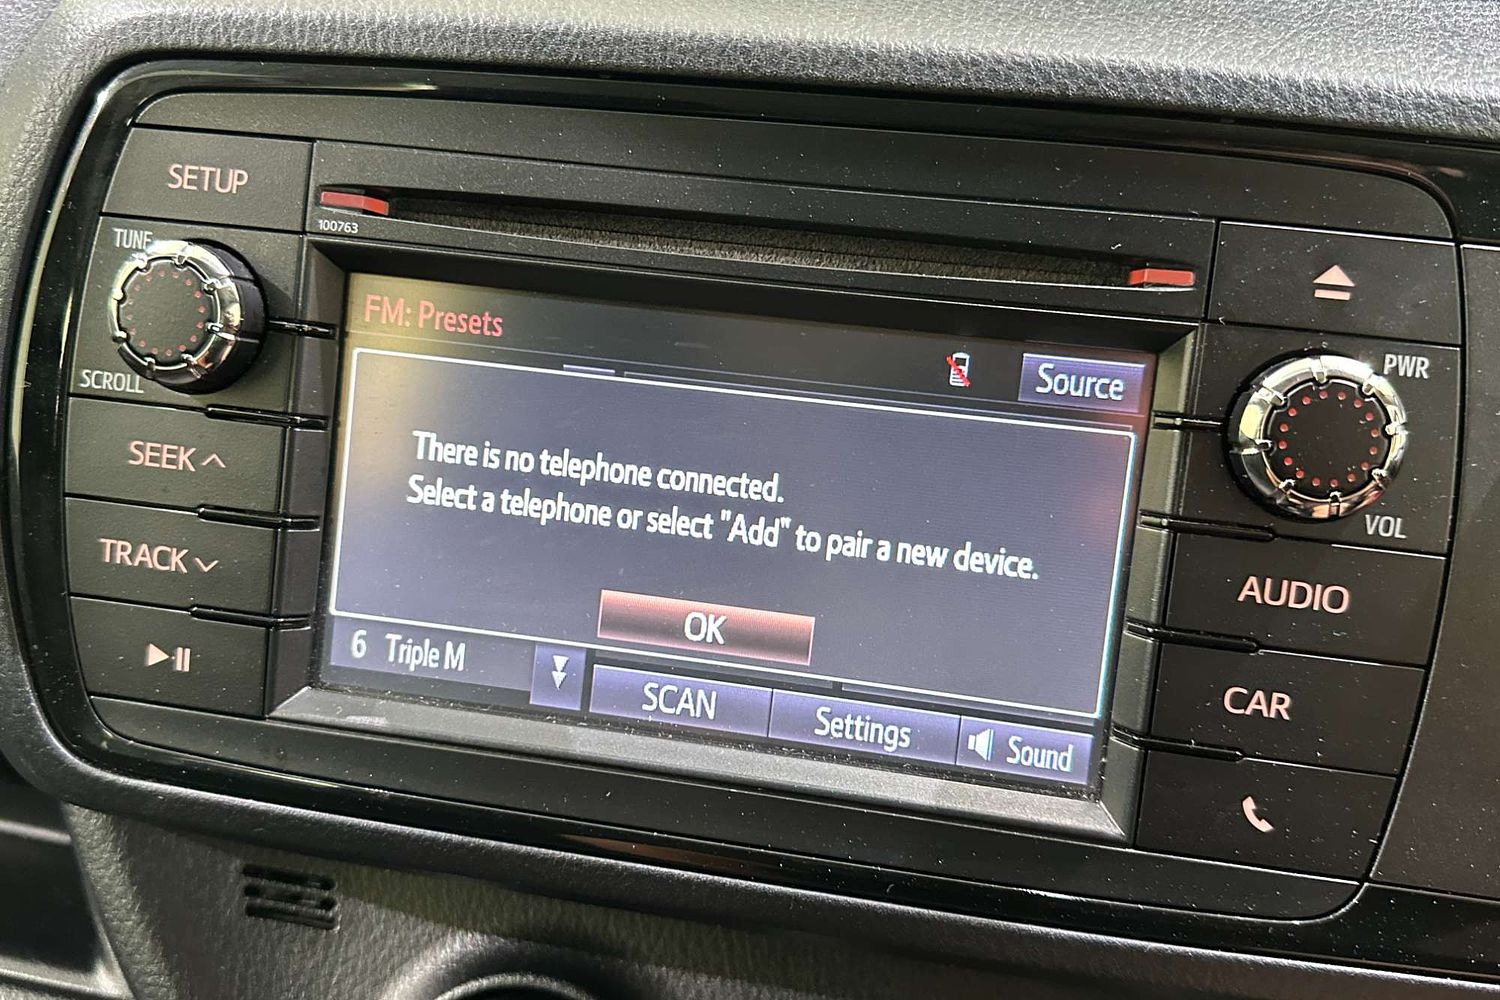 SETUP
100763
TUNE
SCROLL
SEEK
TRACK
FM: Presets
Source
There is no telephone connected.
Select a telephone or select "Add" to pair a new device.
OK
6 Triple M
SCAN
Settings
Sound
PWR
VOL
AUDIO
CAR